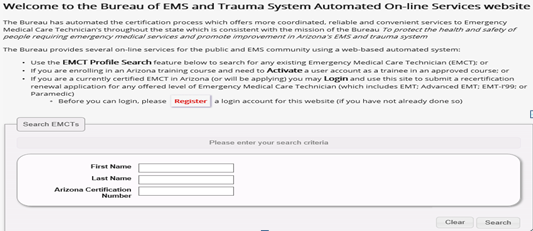 Welcome to the Bureau of EMS and Trauma System Automated On-line Services website
The Bureau has automated the certification process which offers more coordinated, reliable and convenient services to Emergency
Medical Care Technician's throughout the state which is consistent with the mission of the Bureau To protect the health and safety of
people requiring emergency medical services and promote improvement in Arizona's EMS and trauma system
The Bureau provides several on-line services for the public and EMS community using a web-based automated system:
• Use the EMCT Profile Search feature below to search for any existing Emergency Medical Care Technician (EMCT); or
• If you are enrolling in an Arizona training course and need to Activate a user account as a trainee in an approved course; or
• If you are a currently certified EMCT in Arizona (or will be applying) you may Login and use this site to submit a recertification
renewal application for any offered level of Emergency Medical Care Technician (which includes EMT; Advanced EMT; EMT-I99; or
Paramedic)
• Before you can login, please Register a login account for this website (if you have not already done so)
Search EMCTs
Please enter your search criteria
First Name
Last Name
Arizona Certification
Number
Clear Search